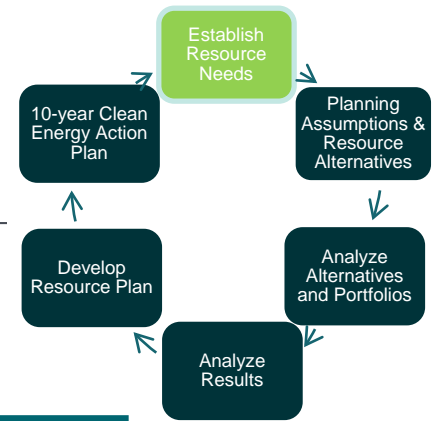 Establish
Resource
Needs
Planning
Assumptions &
Resource
Alternatives
Analyze
Alternatives
and Portfolios
Analyze
Results
Develop
Resource Plan
10-year Clean
Energy Action
Plan